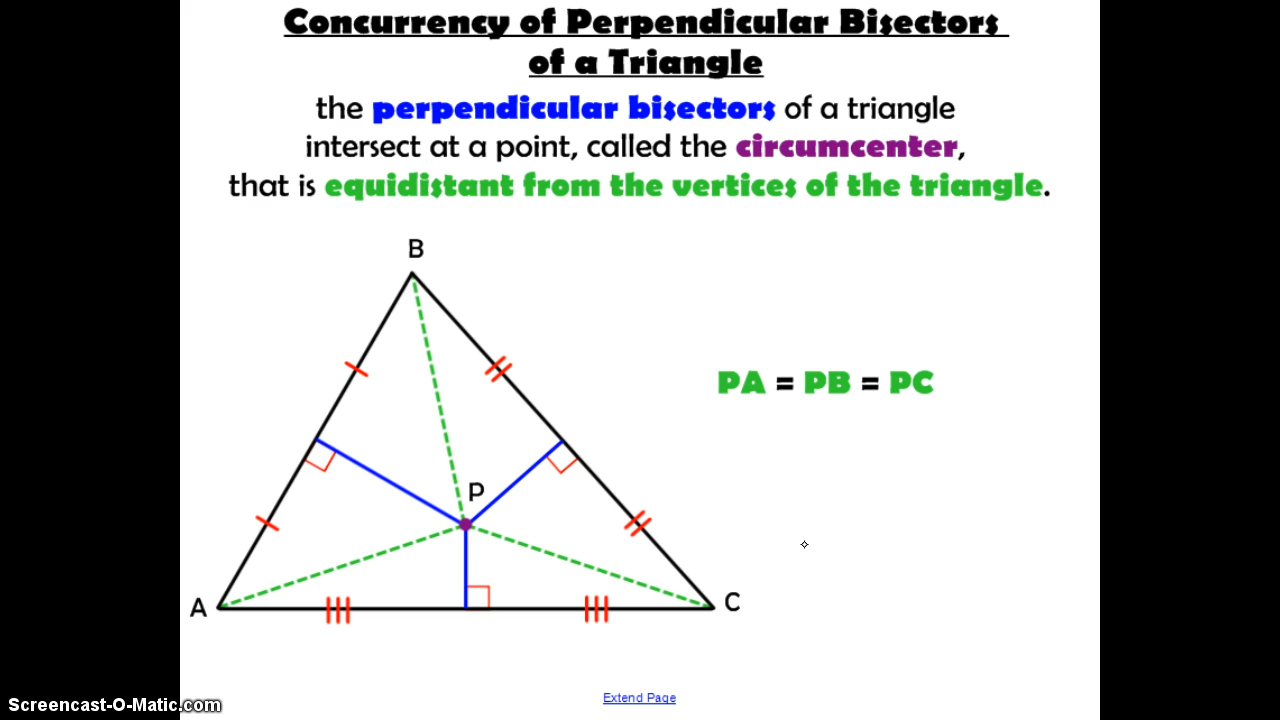 Concurrency of Perpendicular Bisectors
of a Triangle
the perpendicular bisectors of a triangle
intersect at a point, called the circumcenter,
that is equidistant from the vertices of the triangle.
B
PA = PB = PC
P
A
C
Extend Page
Screencast-O-Matic.com